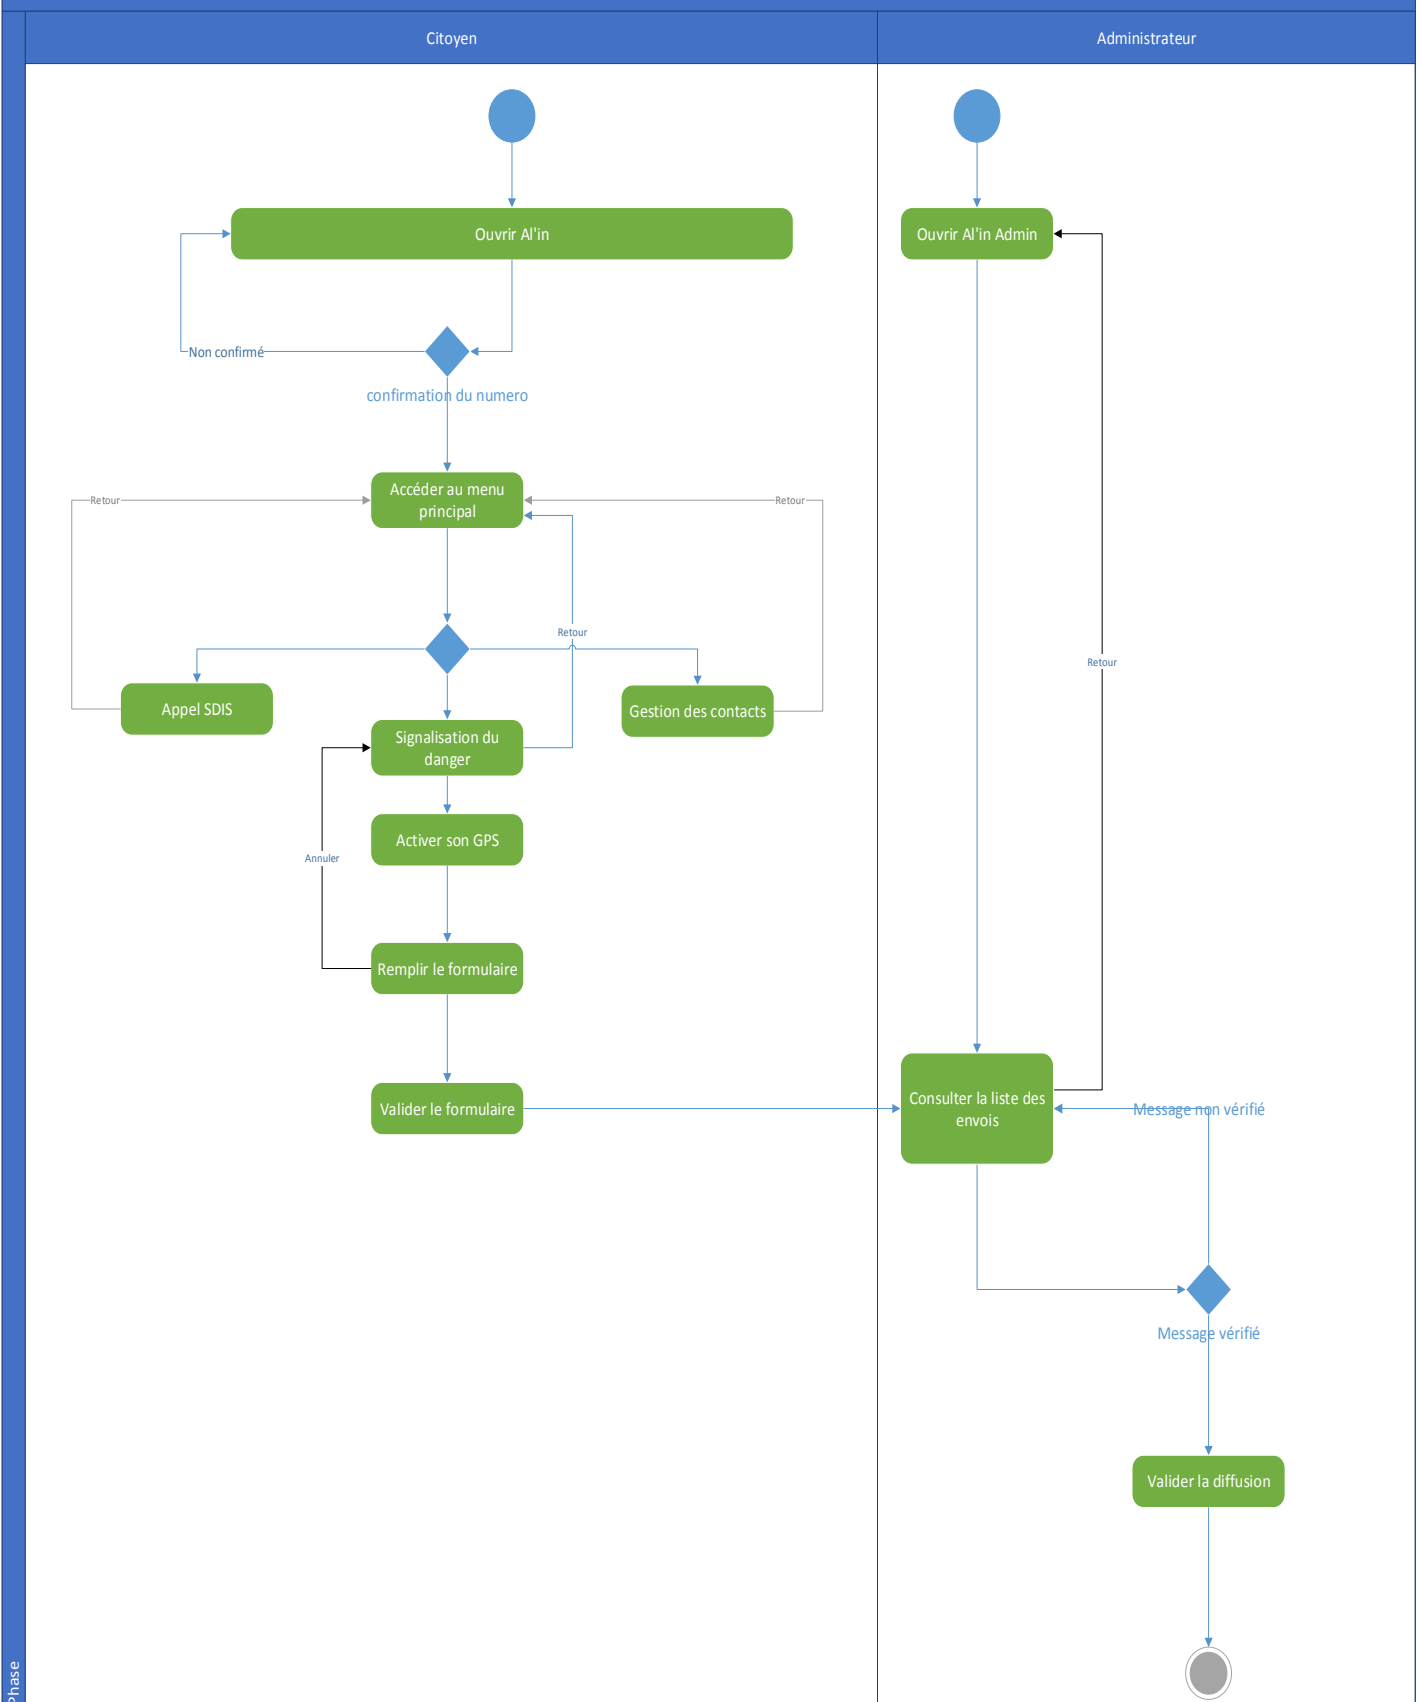 Citoyen
Administrateur
Ouvrir Al'in
Ouvrir Al'in Admin
Non confirmé
confirmation du numero
Retour
Accéder au menu
principal
Retour
Retour
Retour
Appel SDIS
Gestion des contacts
Signalisation du
danger
Activer son GPS
Annuler
Remplir le formulaire
Valider le formulaire
Consulter la liste des
envois
Message non vérifié
Message vérifié
Valider la diffusion
Phase